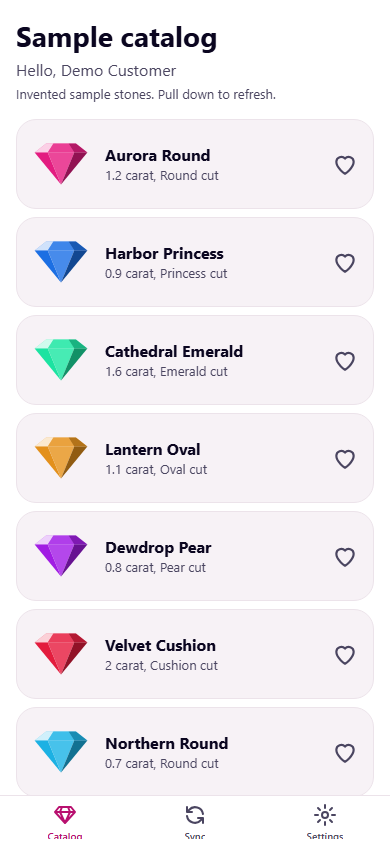 Sample catalog
Hello, Demo Customer
Invented sample stones. Pull down to refresh.
Aurora Round
1.2 carat, Round cut
Harbor Princess
0.9 carat, Princess cut
Cathedral Emerald
1.6 carat, Emerald cut
Lantern Oval
1.1 carat, Oval cut
Dewdrop Pear
0.8 carat, Pear cut
Velvet Cushion
2 carat, Cushion cut
Northern Round
0.7 carat, Round cut
Catalog
Sync
Settings